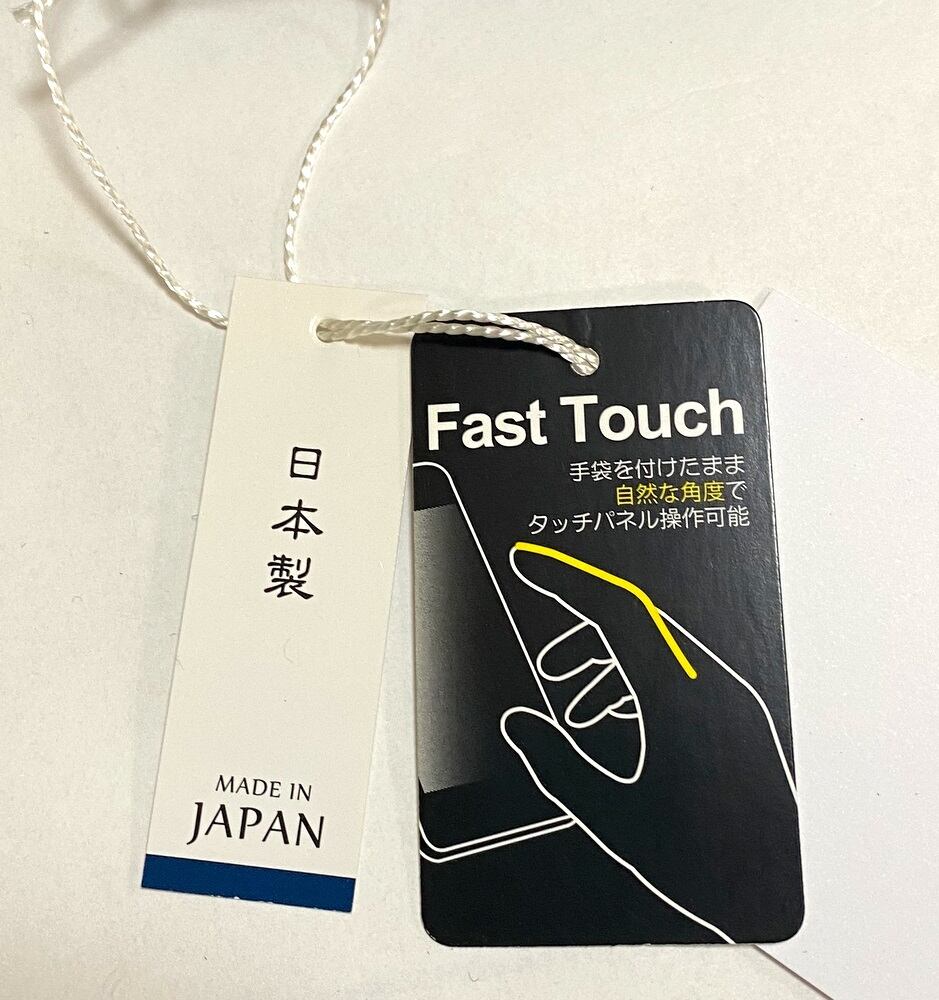 日本製
MADE IN
JAPAN
Fast Touch
手袋を付けたまま
自然な角度で
タッチパネル操作可能